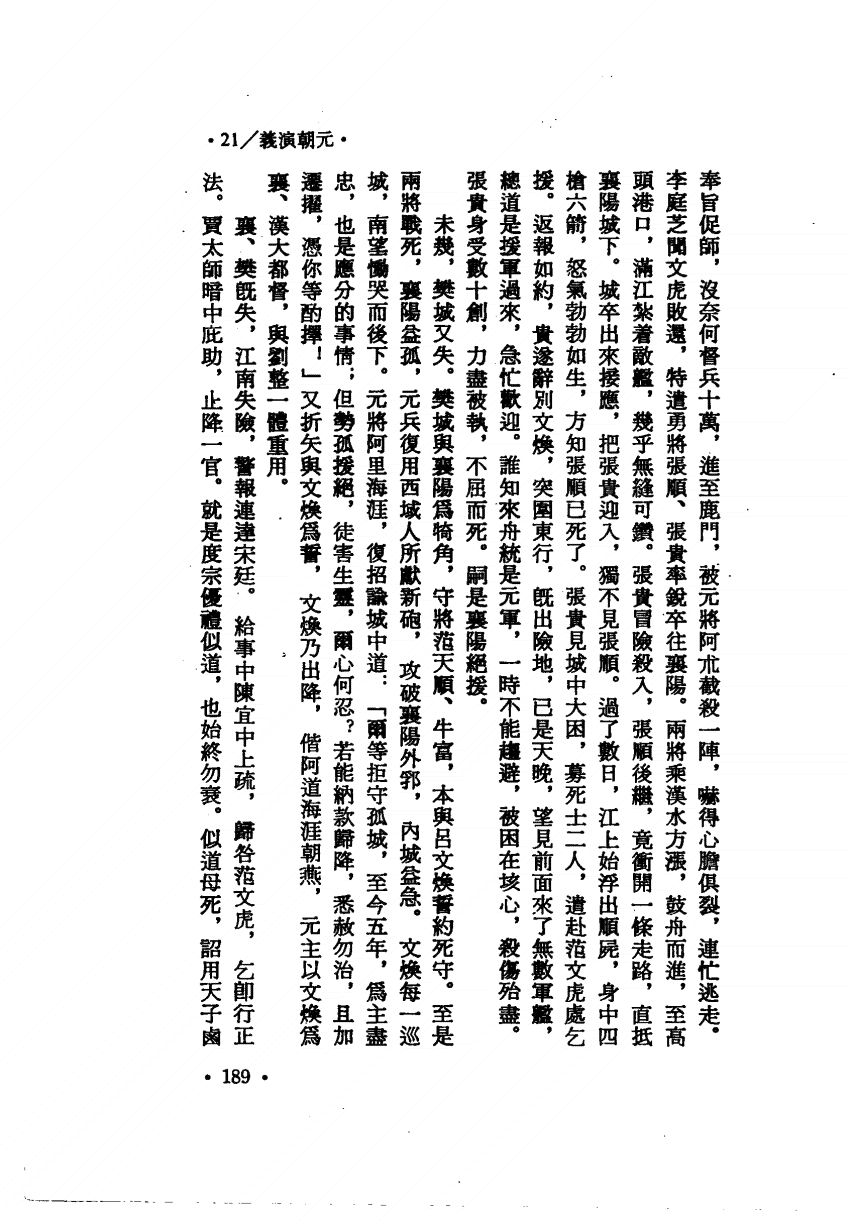 ·21／義演朝元·
奉旨促師，沒奈何督兵十萬，進至鹿門，被元將阿朮截殺一陣，嚇得心膽俱裂，連忙逃走。
李庭芝聞文虎敗還，特遣勇將張順、張貴率銳卒往襄陽。兩將乘漢水方漲，鼓舟而進，至高
頭港口，滿江紮着敵艦，幾乎無縫可鑽。張貴冒險殺入，張順後繼，竟衝開一條走路，直抵
襄陽城下。城卒出來接應，把張貴迎入，獨不見張順。過了數日，江上始浮出順屍，身中四
槍六箭，怒氣勃勃如生，方知張順已死了。張貴見城中大困，募死士二人，遣赴范文虎處乞
援。返報如約，貴遂辭別文煥，突圍東行，既出險地，已是天晚，望見前面來了無數軍艦，
總道是援軍過來，急忙歡迎。誰知來舟統是元軍，一時不能趨避，被困在垓心，殺傷殆盡。
張貴身受數十創，力盡被執，不屈而死。嗣是襄陽絕援。
未幾，樊城又失。樊城與襄陽爲犄角，守將范天順、牛富，本與呂文煥誓約死守。至是
兩將戰死，襄陽益孤，元兵復用西域人所獻新砲，攻破襄陽外郛，內城益急。文煥每一巡
城，南望慟哭而後下。元將阿里海涯，復招諭城中道：「爾等拒守孤城，至今五年，爲主盡
忠，也是應分的事情；但勢孤援絕，徒害生靈，爾心何忍？若能納款歸降，悉赦勿治，且加
遷擢，憑你等酌擇！」又折矢與文煥爲誓，文煥乃出降，偕阿道海涯朝燕，元主以文煥爲
襄、漢大都督，與劉整一體重用。
襄、樊既失，江南失險，警報連達宋廷。給事中陳宜中上疏，歸咎范文虎，乞卽行正
法。賈太師暗中庇助，止降一官。就是度宗優禮似道，也始終勿衰。似道母死，詔用天子鹵
·189·